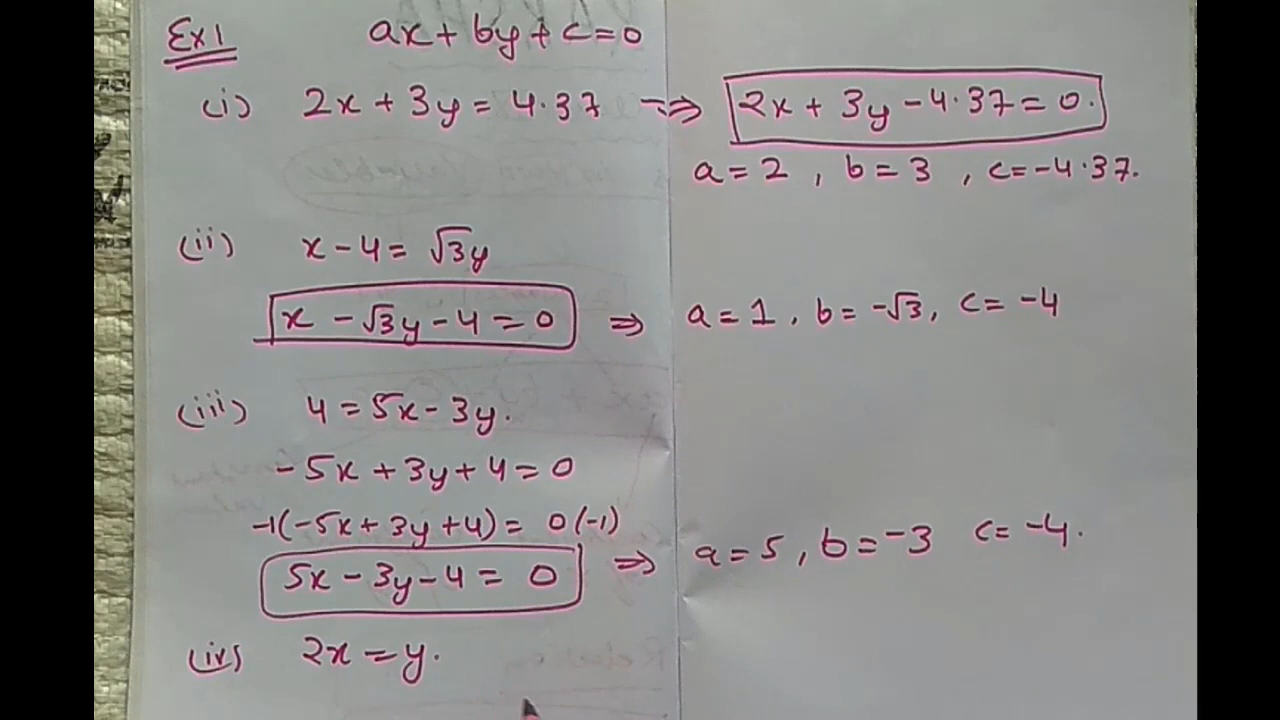 Ex1 ax + by + c = 0
(i) 2x + 3y = 4.37 ⇒ 2x + 3y - 4.37 = 0.
a = 2 , b = 3 , c = -4.37.
(ii) x - 4 = √3y
x - √3y - 4 = 0 ⇒ a = 1 , b = -√3, c = -4
(iii) 4 = 5x - 3y.
-5x + 3y + 4 = 0
-1(-5x + 3y + 4) = 0(-1)
5x - 3y - 4 = 0 ⇒ a = 5 , b = -3 c = -4.
(iv) 2x = y.